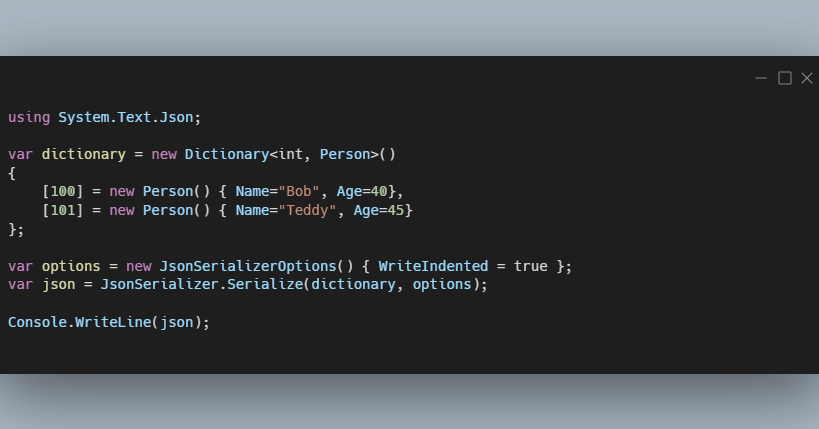 using System.Text.Json;
var dictionary = new Dictionary<int, Person>()
{
    [100] = new Person() { Name="Bob", Age=40},
    [101] = new Person() { Name="Teddy", Age=45}
};
var options = new JsonSerializerOptions() { WriteIndented = true };
var json = JsonSerializer.Serialize(dictionary, options);
Console.WriteLine(json);